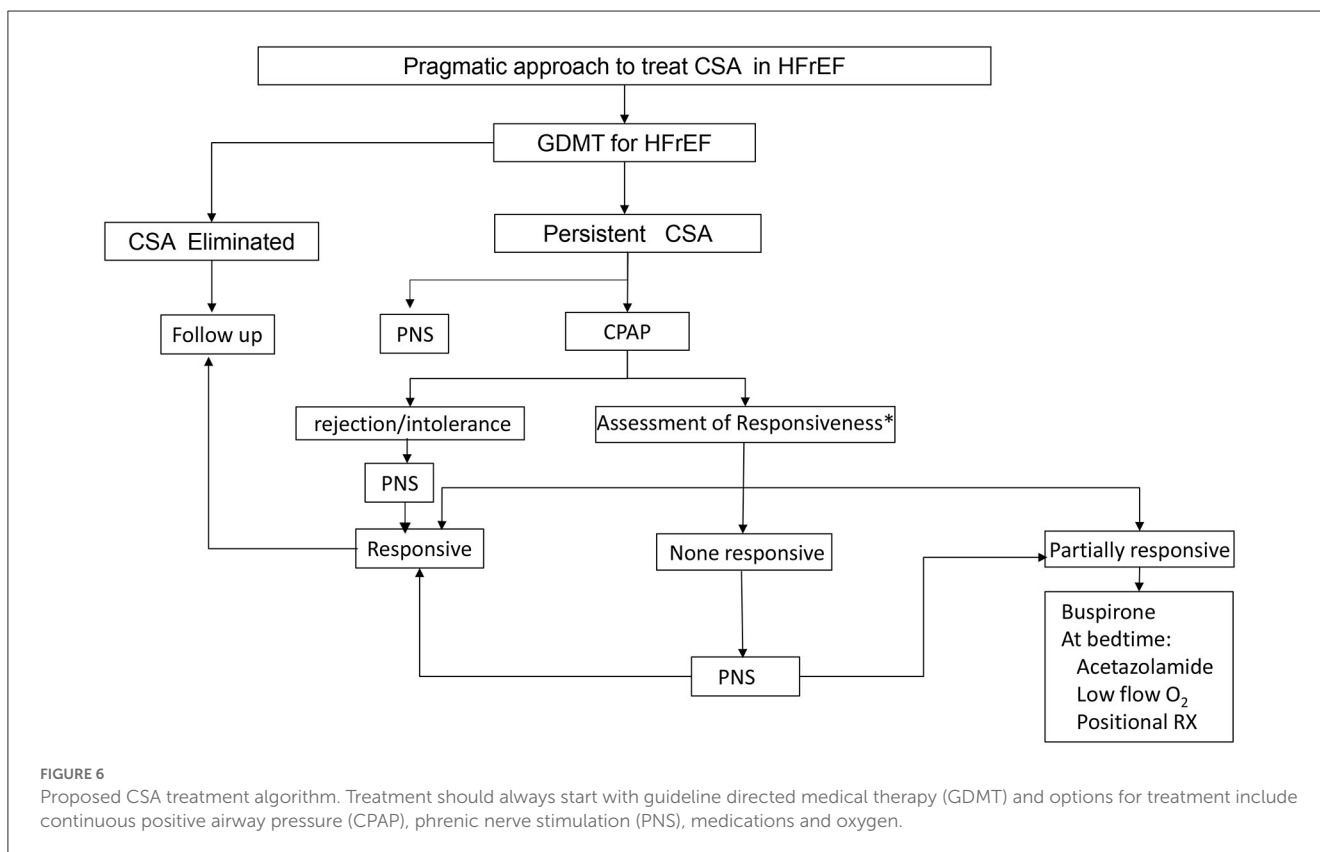 Pragmatic approach to treat CSA in HFrEF
GDMT for HFrEF
CSA Eliminated
Persistent CSA
Follow up
PNS
CPAP
rejection/intolerance
Assessment of Responsiveness*
PNS
Responsive
None responsive
Partially responsive
Buspirone
At bedtime:
Acetazolamide
Low flow O₂
Positional RX
PNS
FIGURE 6
Proposed CSA treatment algorithm. Treatment should always start with guideline directed medical therapy (GDMT) and options for treatment include
continuous positive airway pressure (CPAP), phrenic nerve stimulation (PNS), medications and oxygen.